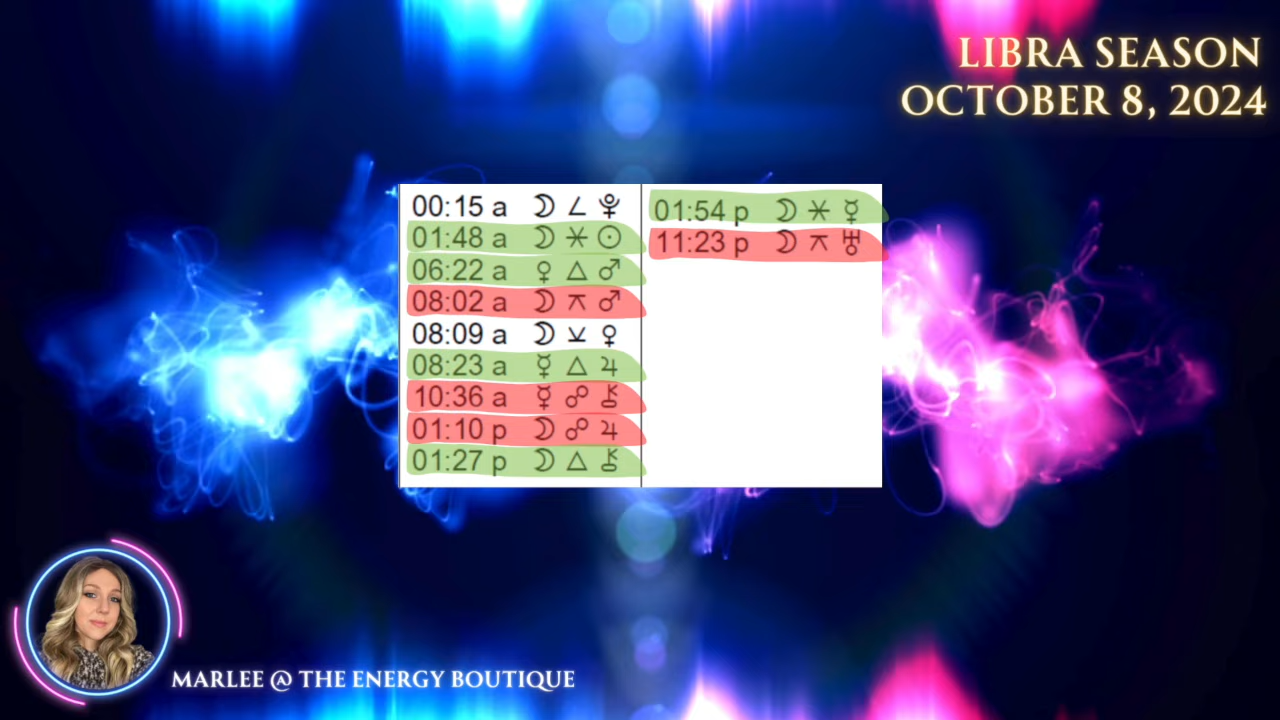 LIBRA SEASON
OCTOBER 8, 2024
00:15 a ☽ ∠ ⯓
01:48 a ☽ ⚹ ☉
06:22 a ♀ △ ♂
08:02 a ☽ ⚻ ♂
08:09 a ☽ ⚺ ♀
08:23 a ☿ △ ♃
10:36 a ☿ ☍ ⚷
01:10 p ☽ ☍ ♃
01:27 p ☽ △ ⚷
01:54 p ☽ ⚹ ☿
11:23 p ☽ ⚻ ♅
MARLEE @ THE ENERGY BOUTIQUE